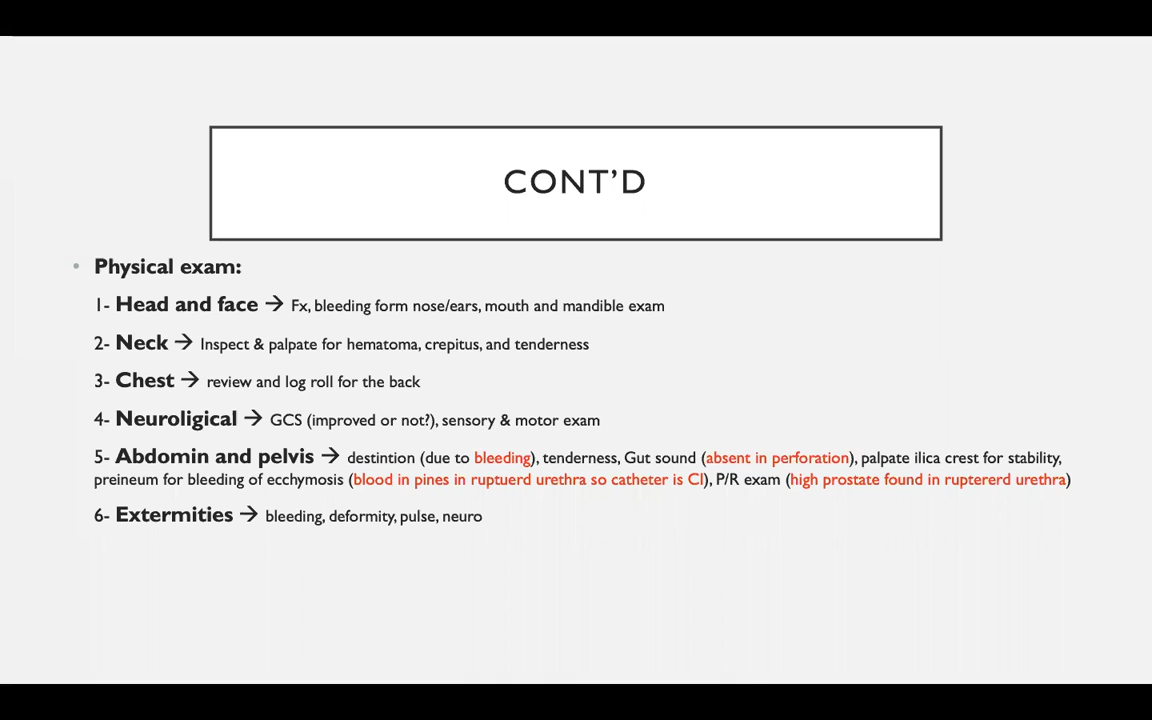 CONT'D
• Physical exam:
1- Head and face → Fx, bleeding form nose/ears, mouth and mandible exam
2- Neck → Inspect & palpate for hematoma, crepitus, and tenderness
3- Chest → review and log roll for the back
4- Neuroligical → GCS (improved or not?), sensory & motor exam
5- Abdomin and pelvis → destintion (due to bleeding), tenderness, Gut sound (absent in perforation), palpate ilica crest for stability,
preineum for bleeding of ecchymosis (blood in pines in ruptuerd urethra so catheter is CI), P/R exam (high prostate found in ruptererd urethra)
6- Extermities → bleeding, deformity, pulse, neuro